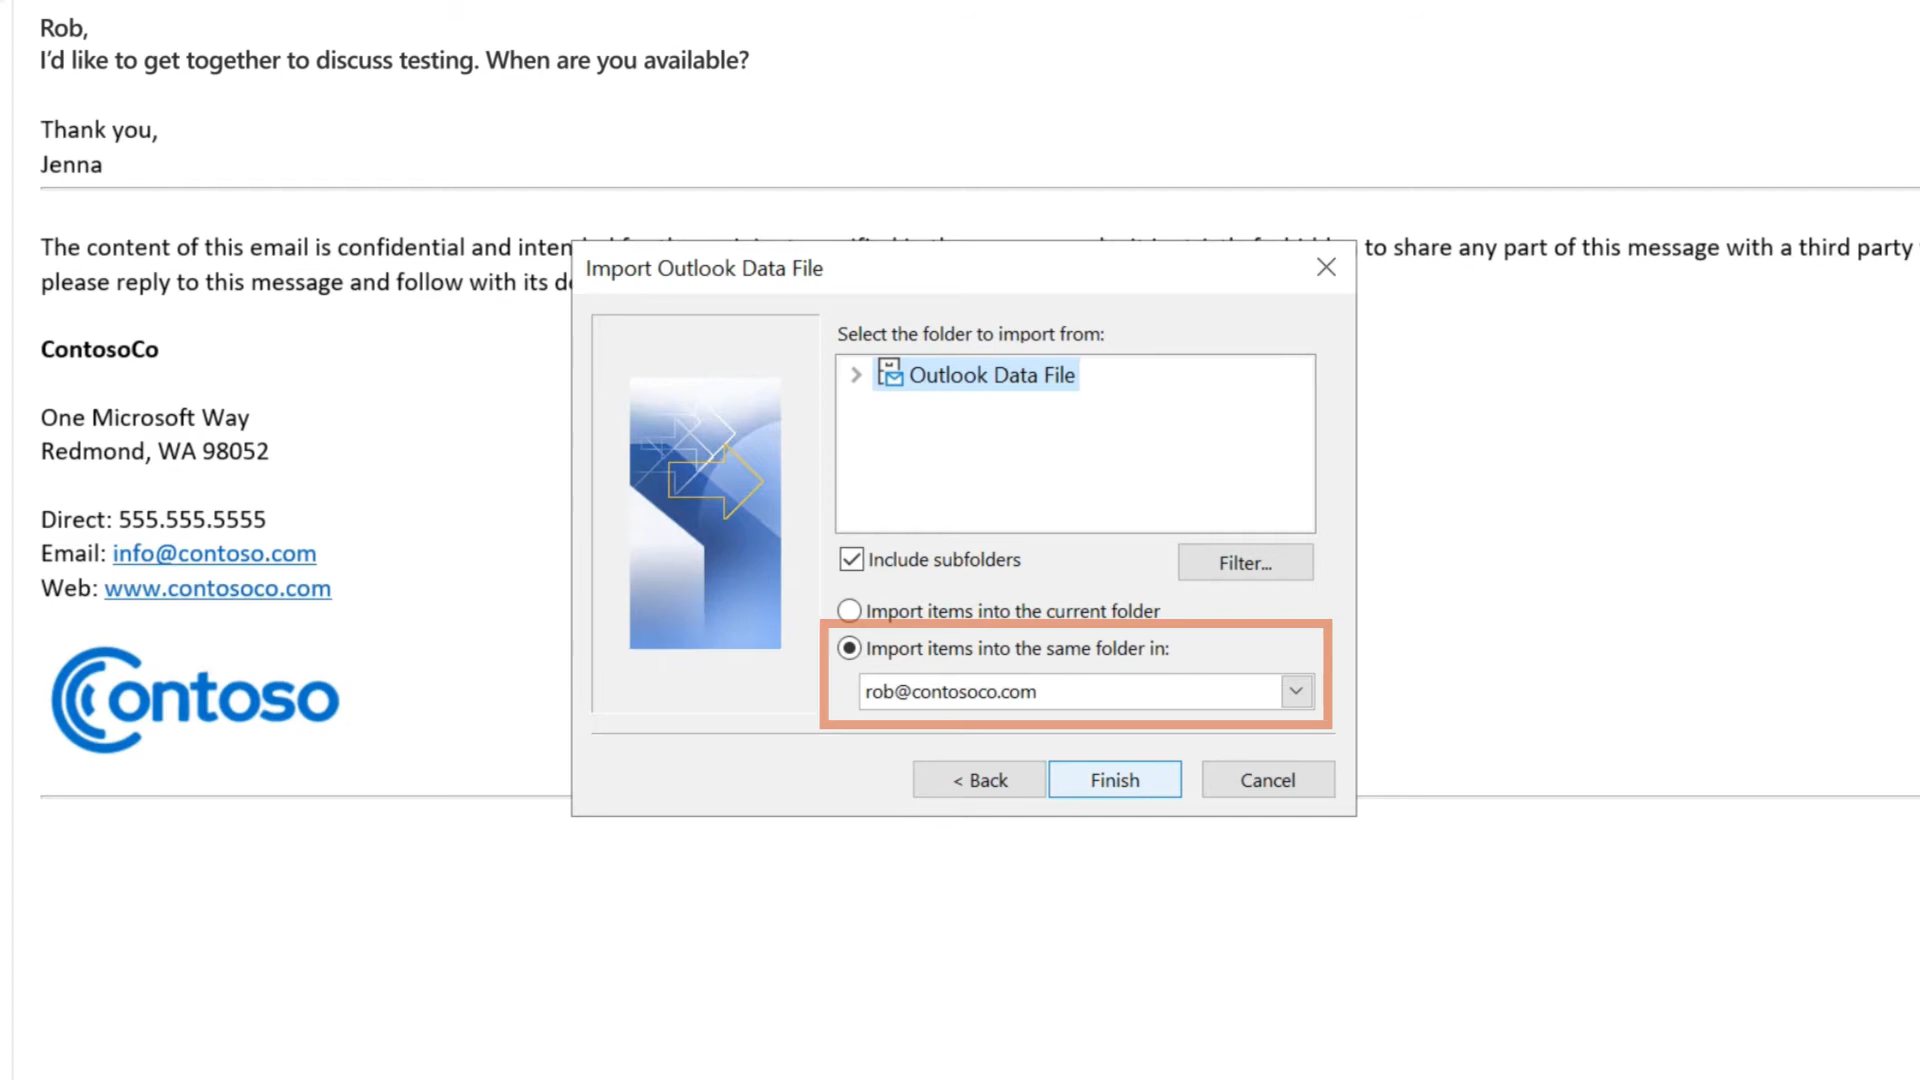 Rob,
I'd like to get together to discuss testing. When are you available?
Thank you,
Jenna
The content of this email is confidential and inten
to share any part of this message with a third party
please reply to this message and follow with its
ContosoCo
One Microsoft Way
Redmond, WA 98052
Direct: 555.555.5555
Email: info@contoso.com
Web: www.contosoco.com
Contoso
Import Outlook Data File
Select the folder to import from:
Outlook Data File
Include subfolders
Filter...
Import items into the current folder
Import items into the same folder in:
rob@contosoco.com
< Back
Finish
Cancel